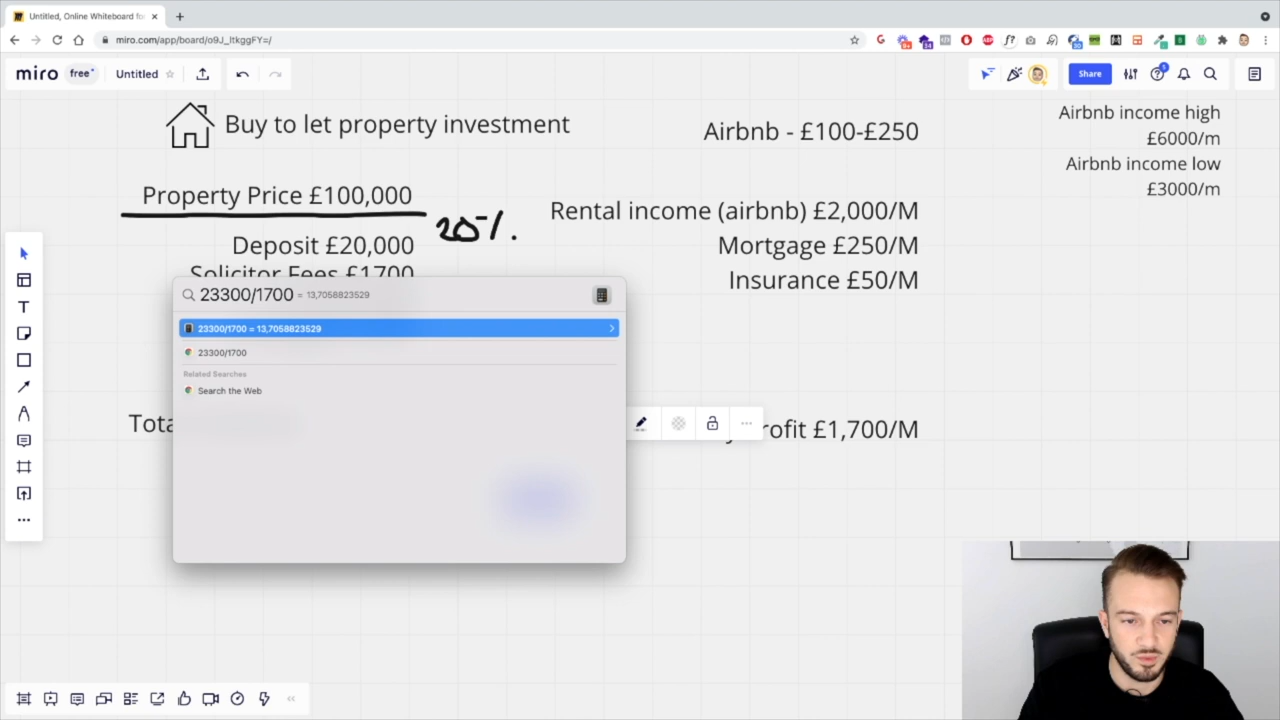 Untitled, Online Whiteboard for
miro.com/app/board/o9J_ltkggFY=/
miro free Untitled
Share
Buy to let property investment
Airbnb - £100-£250
Airbnb income high
£6000/m
Airbnb income low
£3000/m
Property Price £100,000
20%.
Deposit £20,000
Solicitor Fees £1700
Rental income (airbnb) £2,000/M
Mortgage £250/M
Insurance £50/M
23300/1700 = 13,7058823529
23300/1700 = 13,7058823529
23300/1700
Related Searches
Search the Web
Tota
rofit £1,700/M